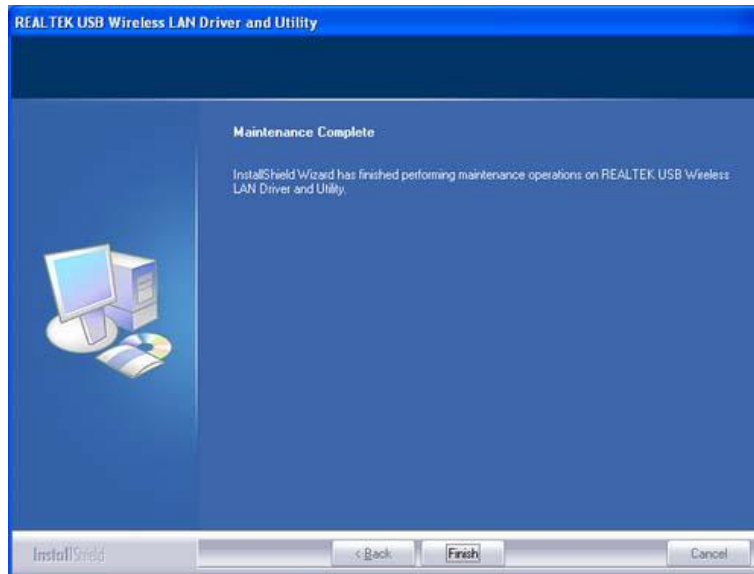 REALTEK USB Wireless LAN Driver and Utility
Maintenance Complete
InstallShield Wizard has finished performing maintenance operations on REALTEK USB Wireless
LAN Driver and Utility.
InstallShield
< Back
Finish
Cancel